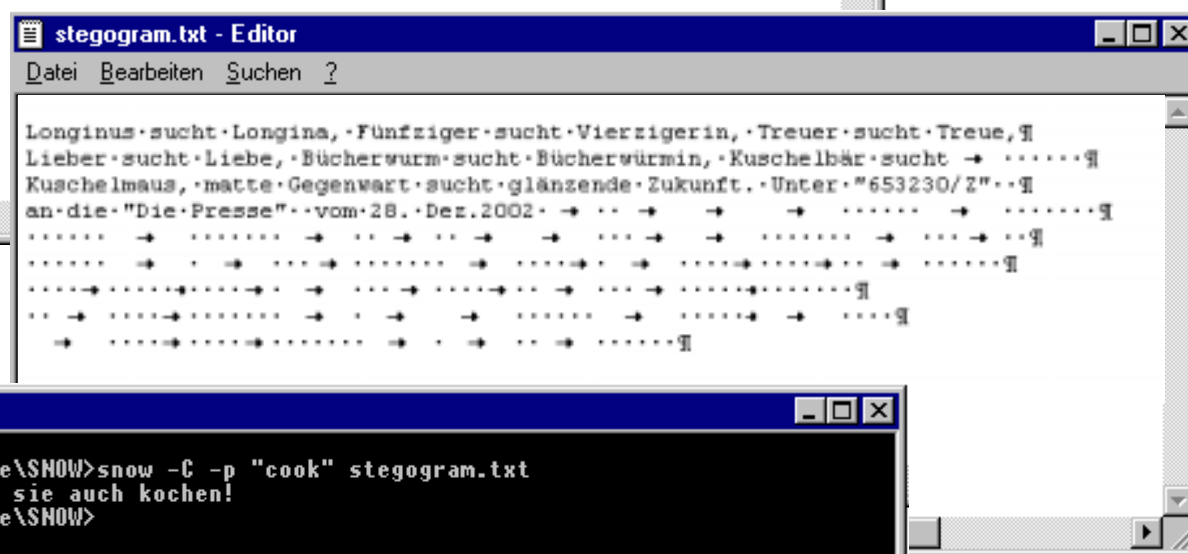 stegogram.txt - Editor
Datei Bearbeiten Suchen ?
Longinus·sucht·Longina,·Fünfziger·sucht·Vierzigerin,·Treuer·sucht·Treue,¶
Lieber·sucht·Liebe,·Bücherwurm·sucht·Bücherwürmin,·Kuschelbär·sucht → ······¶
Kuschelmaus,·matte·Gegenwart·sucht·glänzende·Zukunft.·Unter·"653230/Z"··¶
an·die·"Die·Presse"··vom·28.·Dez.2002· → ·· → → → ······ → ·······¶
······ → ······· → ·· → ·· → → ··· → → ······· → ··· → ··¶
······ → · → ··· → ······· → ····→ · → ·····→····→·· → ······¶
····→·····→····→· → ··· → ····→·· → ··· → ·····→·······¶
·· → ····→······· → · → → ······ → ·····→ → ····¶
→ ····→····→······· → · → ·· → ······¶
e\SNOW>snow -C -p "cook" stegogram.txt
sie auch kochen!
e\SNOW>